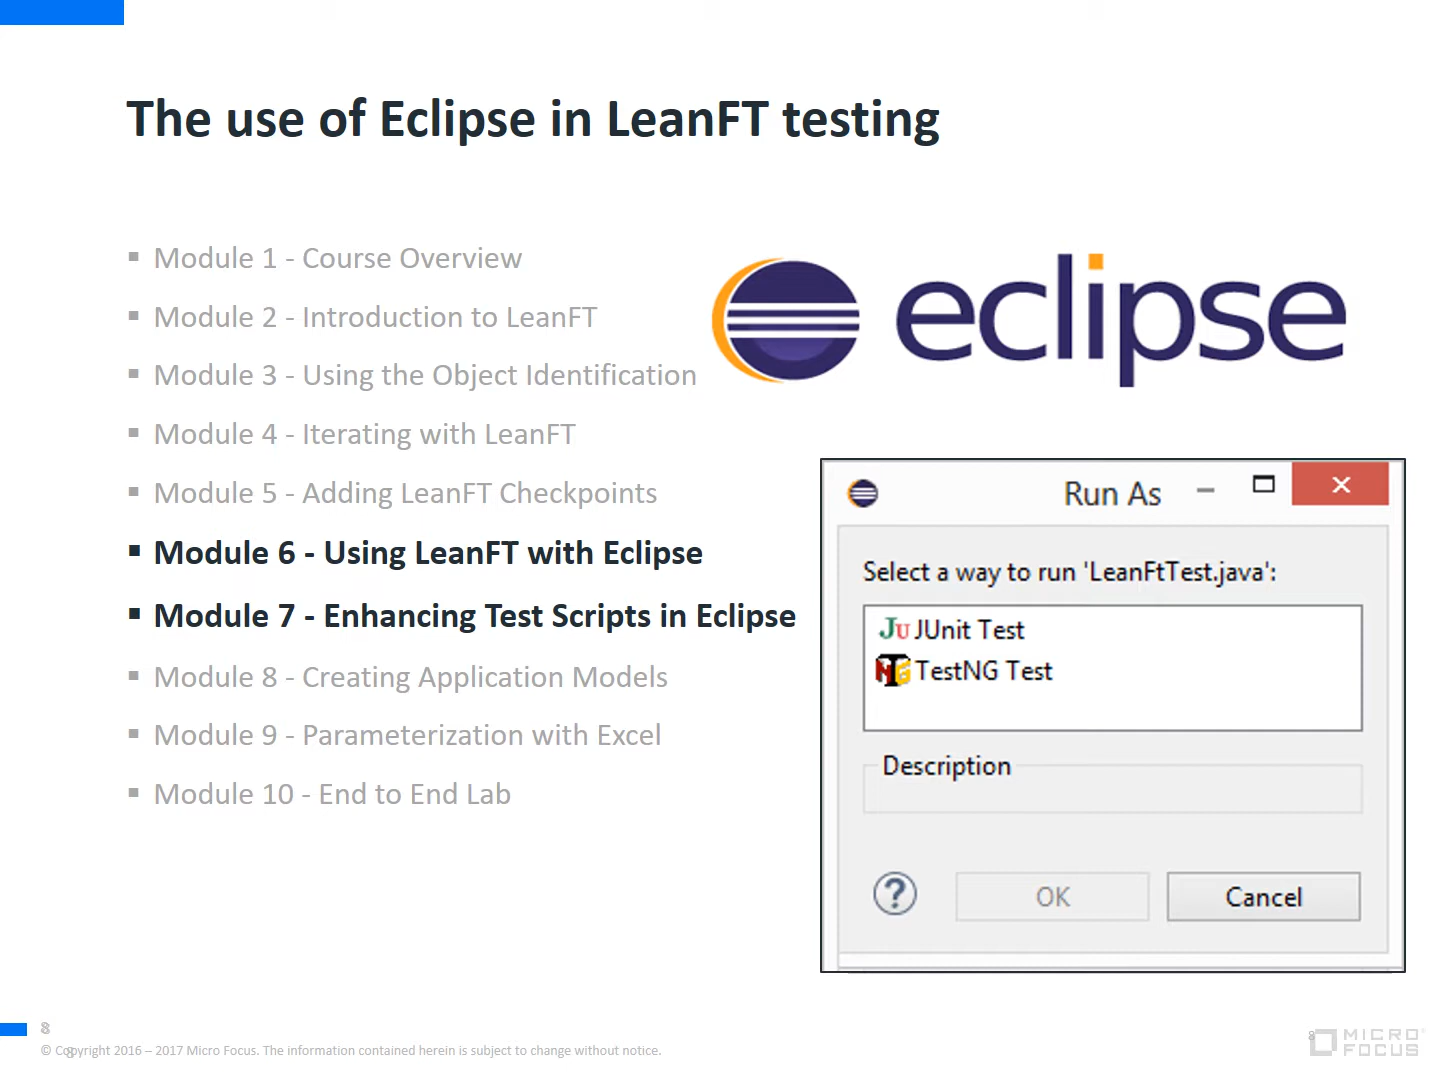 The use of Eclipse in LeanFT testing
▪ Module 1 - Course Overview
▪ Module 2 - Introduction to LeanFT
▪ Module 3 - Using the Object Identification
▪ Module 4 - Iterating with LeanFT
▪ Module 5 - Adding LeanFT Checkpoints
▪ Module 6 - Using LeanFT with Eclipse
▪ Module 7 - Enhancing Test Scripts in Eclipse
▪ Module 8 - Creating Application Models
▪ Module 9 - Parameterization with Excel
▪ Module 10 - End to End Lab
eclipse
Run As
Select a way to run 'LeanFtTest.java':
JU JUnit Test
NG TestNG Test
Description
? OK Cancel
8
© Copyright 2016 – 2017 Micro Focus. The information contained herein is subject to change without notice.
8
8
MICRO
FOCUS